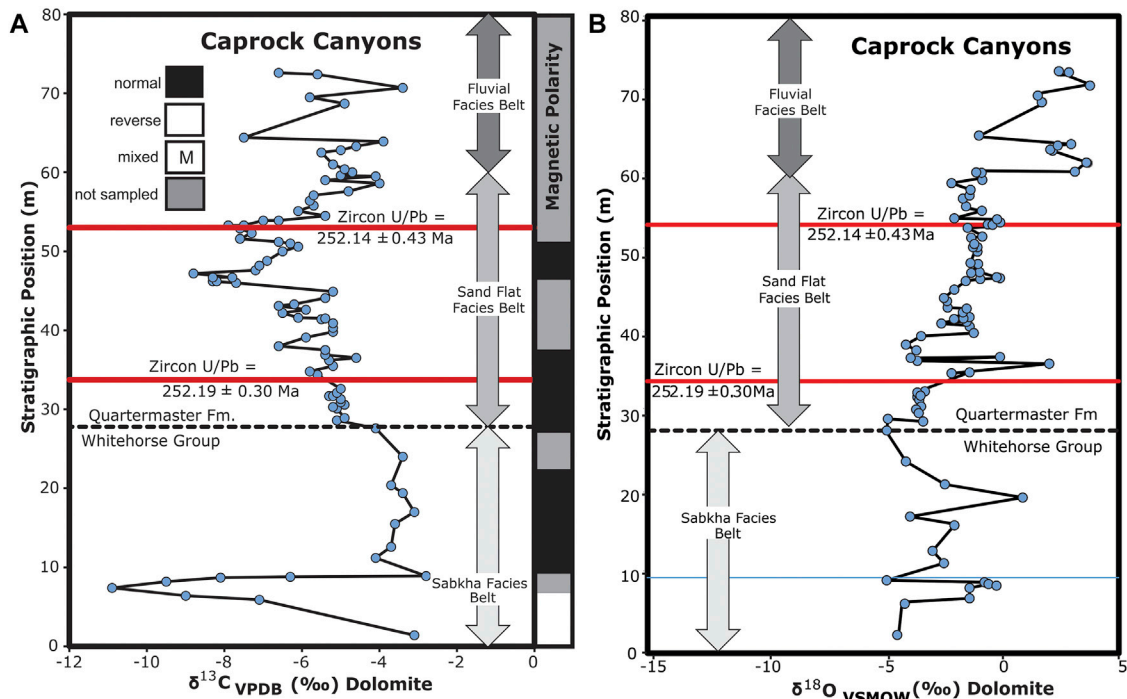 A
Caprock Canyons
normal
reverse
mixed
M
not sampled
Fluvial
Facies Belt
Magnetic Polarity
Zircon U/Pb =
252.14 ± 0.43 Ma
Sand Flat
Facies Belt
Zircon U/Pb =
252.19 ± 0.30 Ma
Quartermaster Fm.
Whitehorse Group
Sabkha Facies
Belt
Stratigraphic Position (m)
80
70
60
50
40
30
20
10
0
-12 -10 -8 -6 -4 -2 0
δ13C VPDB (‰) Dolomite
B
Caprock Canyons
Fluvial
Facies Belt
Zircon U/Pb =
252.14 ±0.43 Ma
Sand Flat
Facies Belt
Zircon U/Pb =
252.19 ±0.30Ma
Quartermaster Fm
Whitehorse Group
Sabkha Facies
Belt
Stratigraphic Position (m)
80
70
60
50
40
30
20
10
0
-15 -10 -5 0 5
δ18O VSMOW (‰) Dolomite